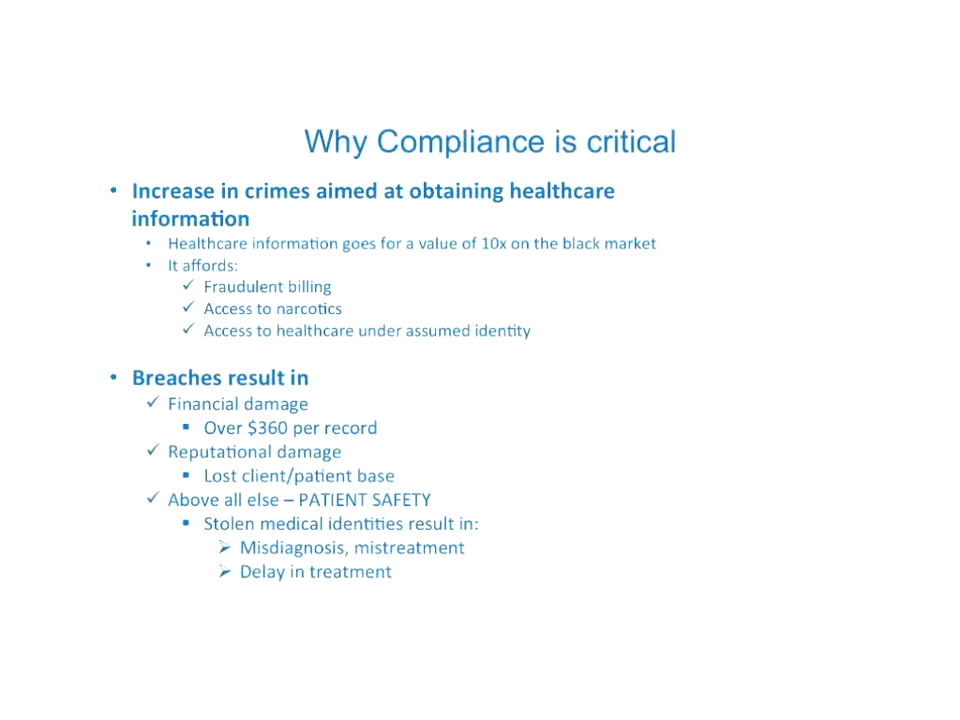 Why Compliance is critical
• Increase in crimes aimed at obtaining healthcare
information
• Healthcare information goes for a value of 10x on the black market
• It affords:
✓ Fraudulent billing
✓ Access to narcotics
✓ Access to healthcare under assumed identity
• Breaches result in
✓ Financial damage
▪ Over $360 per record
✓ Reputational damage
▪ Lost client/patient base
✓ Above all else – PATIENT SAFETY
▪ Stolen medical identities result in:
➢ Misdiagnosis, mistreatment
➢ Delay in treatment